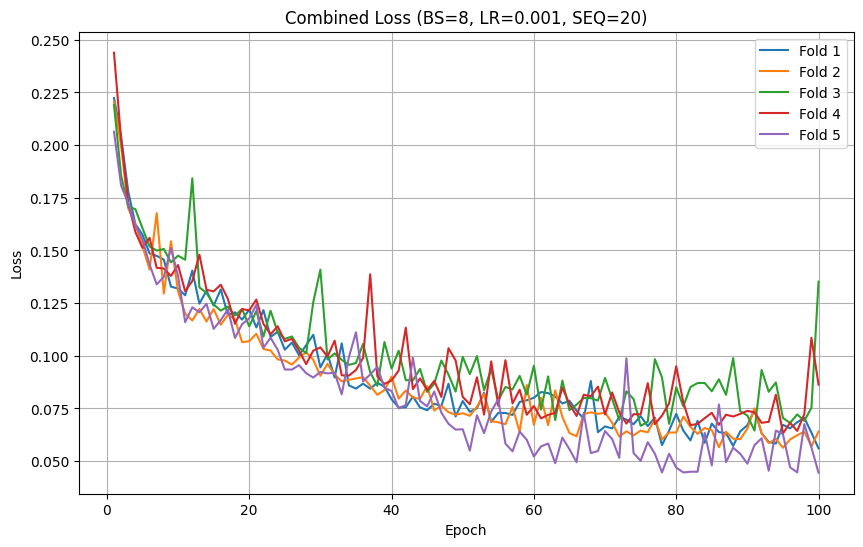 Combined Loss (BS=8, LR=0.001, SEQ=20)
0.250
0.225
0.200
0.175
0.150
0.125
0.100
0.075
0.050
Loss
Fold 1
Fold 2
Fold 3
Fold 4
Fold 5
0
20
40
60
80
100
Epoch